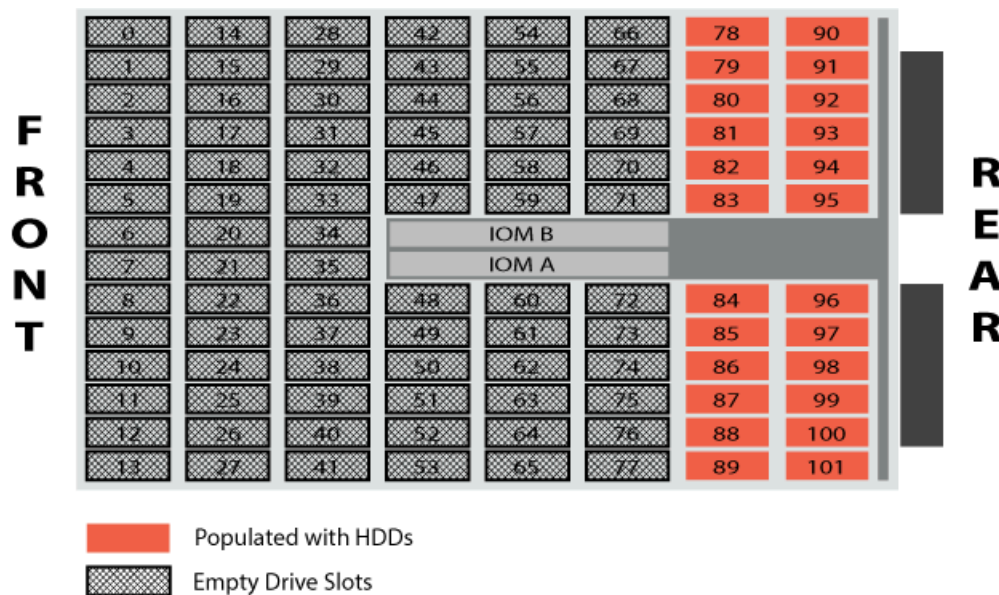 FRONT
0 14 28 42 54 66 78 90
1 15 29 43 55 67 79 91
2 16 30 44 56 68 80 92
3 17 31 45 57 69 81 93
4 18 32 46 58 70 82 94
5 19 33 47 59 71 83 95
6 20 34 IOM B
7 21 35 IOM A
8 22 36 48 60 72 84 96
9 23 37 49 61 73 85 97
10 24 38 50 62 74 86 98
11 25 39 51 63 75 87 99
12 26 40 52 64 76 88 100
13 27 41 53 65 77 89 101
REAR
Populated with HDDs
Empty Drive Slots